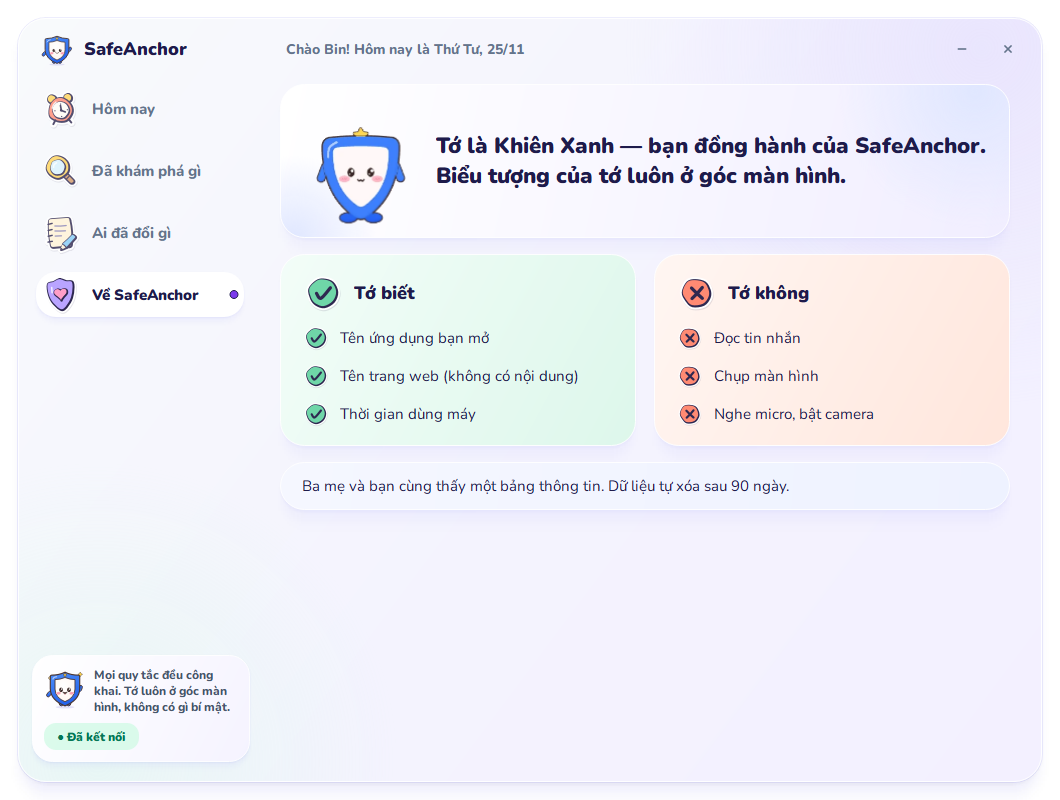 SafeAnchor
Chào Bin! Hôm nay là Thứ Tư, 25/11
Hôm nay
Đã khám phá gì
Ai đã đổi gì
Về SafeAnchor
Tớ là Khiên Xanh — bạn đồng hành của SafeAnchor.
Biểu tượng của tớ luôn ở góc màn hình.
Tớ biết
Tên ứng dụng bạn mở
Tên trang web (không có nội dung)
Thời gian dùng máy
Tớ không
Đọc tin nhắn
Chụp màn hình
Nghe micro, bật camera
Ba mẹ và bạn cùng thấy một bảng thông tin. Dữ liệu tự xóa sau 90 ngày.
Mọi quy tắc đều công
khai. Tớ luôn ở góc màn
hình, không có gì bí mật.
• Đã kết nối